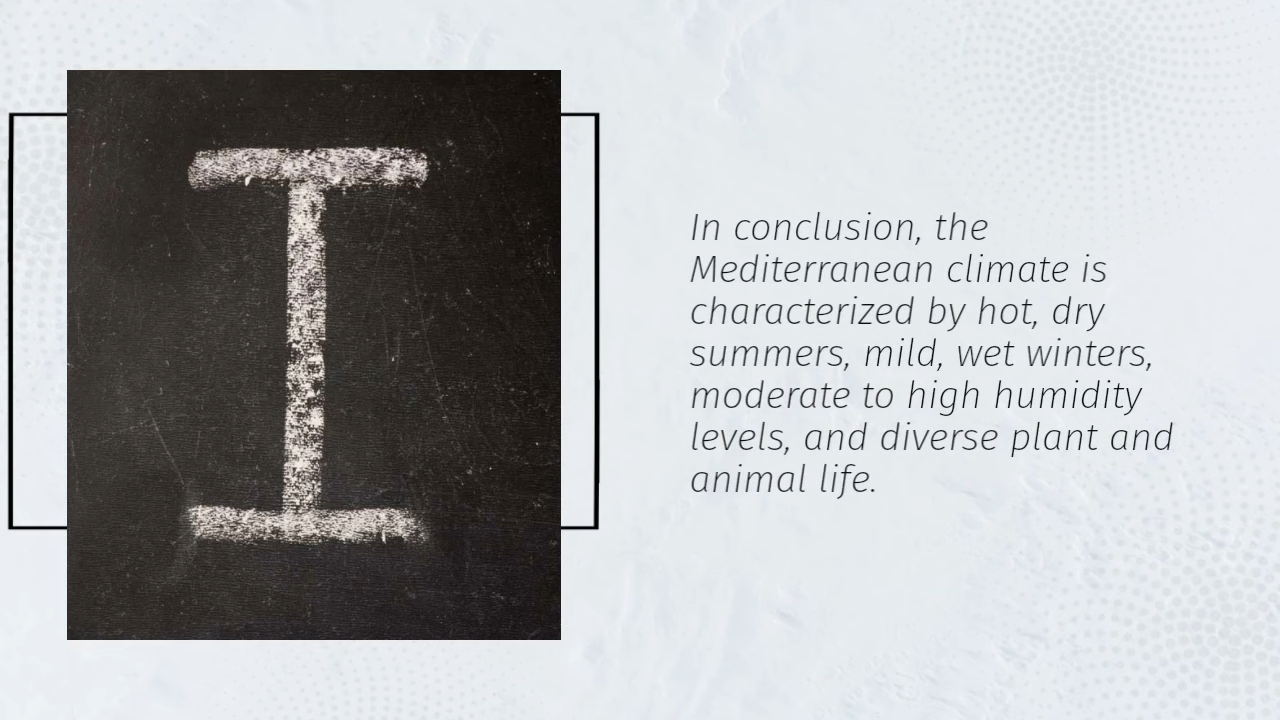 I
In conclusion, the
Mediterranean climate is
characterized by hot, dry
summers, mild, wet winters,
moderate to high humidity
levels, and diverse plant and
animal life.